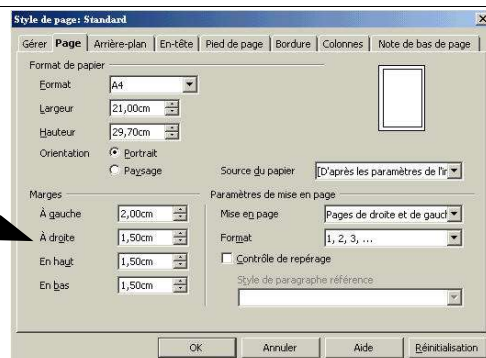 Style de page: Standard
Gérer Page Arrière-plan En-tête Pied de page Bordure Colonnes Note de bas de page
Format de papier
Format A4
Largeur 21,00cm
Hauteur 29,70cm
Orientation Portrait
Paysage
Source du papier [D'après les paramètres de l'ir
Marges
À gauche 2,00cm
À droite 1,50cm
En haut 1,50cm
En bas 1,50cm
Paramètres de mise en page
Mise en page Pages de droite et de gaucl
Format 1, 2, 3, ...
Contrôle de repérage
Style de paragraphe référence
OK Annuler Aide Réinitialisation